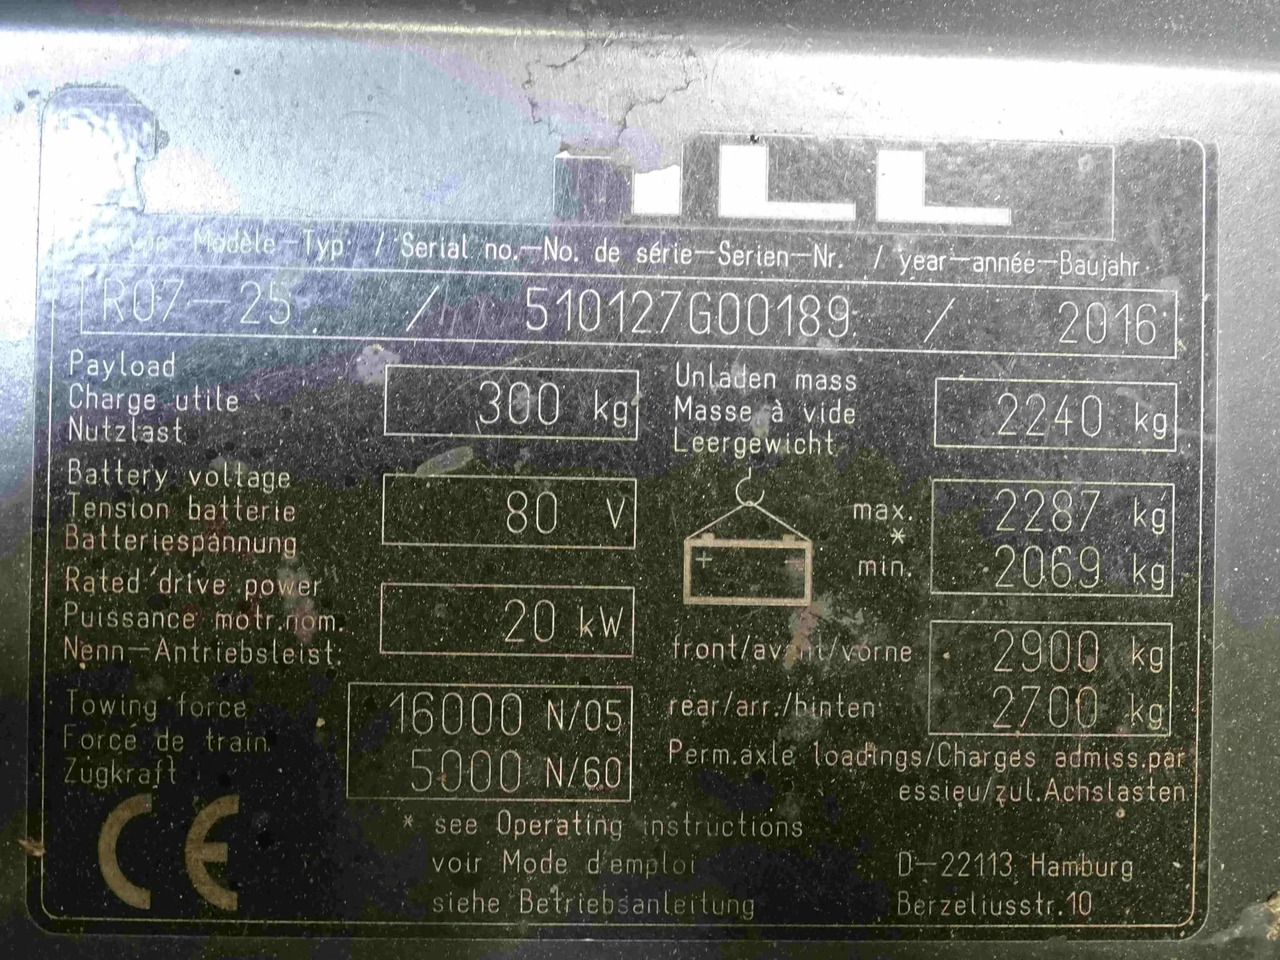 Modèle-Typ / Serial no.-No. de série-Serien-Nr. / year-année-Baujahr
R07-25 / 510127G00189 / 2016
Payload
Charge utile
Nutzlast
300 kg
Unladen mass
Masse à vide
Leergewicht
2240 kg
Battery voltage
Tension batterie
Batteriespannung
80 V
+ -
max. 2287 kg
*
min. 2069 kg
Rated drive power
Puissance motr.nom.
Nenn-Antriebsleist.
20 kW
front/avant/vorne 2900 kg
rear/arr./hinten 2700 kg
Perm.axle loadings/Charges admiss.par
essieu/zul.Achslasten
Towing force
Force de train
Zugkraft
16000 N/05
5000 N/60
CE
* see Operating instructions
voir Mode d'emploi
siehe Betriebsanleitung
D-22113 Hamburg
Berzeliusstr.10